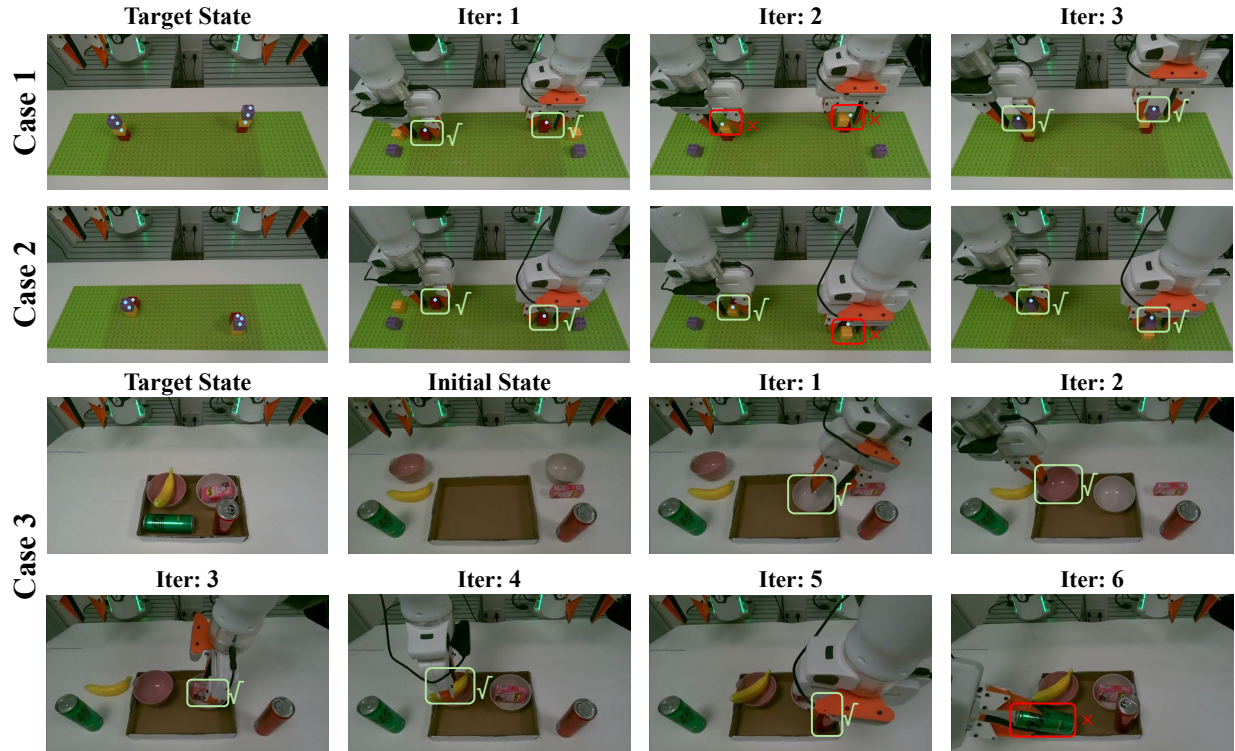 Target State Iter: 1 Iter: 2 Iter: 3
Case 1
√ √ × × √ √
Case 2
√ √ √ × √ √
Target State Initial State Iter: 1 Iter: 2
Case 3
√ √
Iter: 3 Iter: 4 Iter: 5 Iter: 6
√ √ √ ×